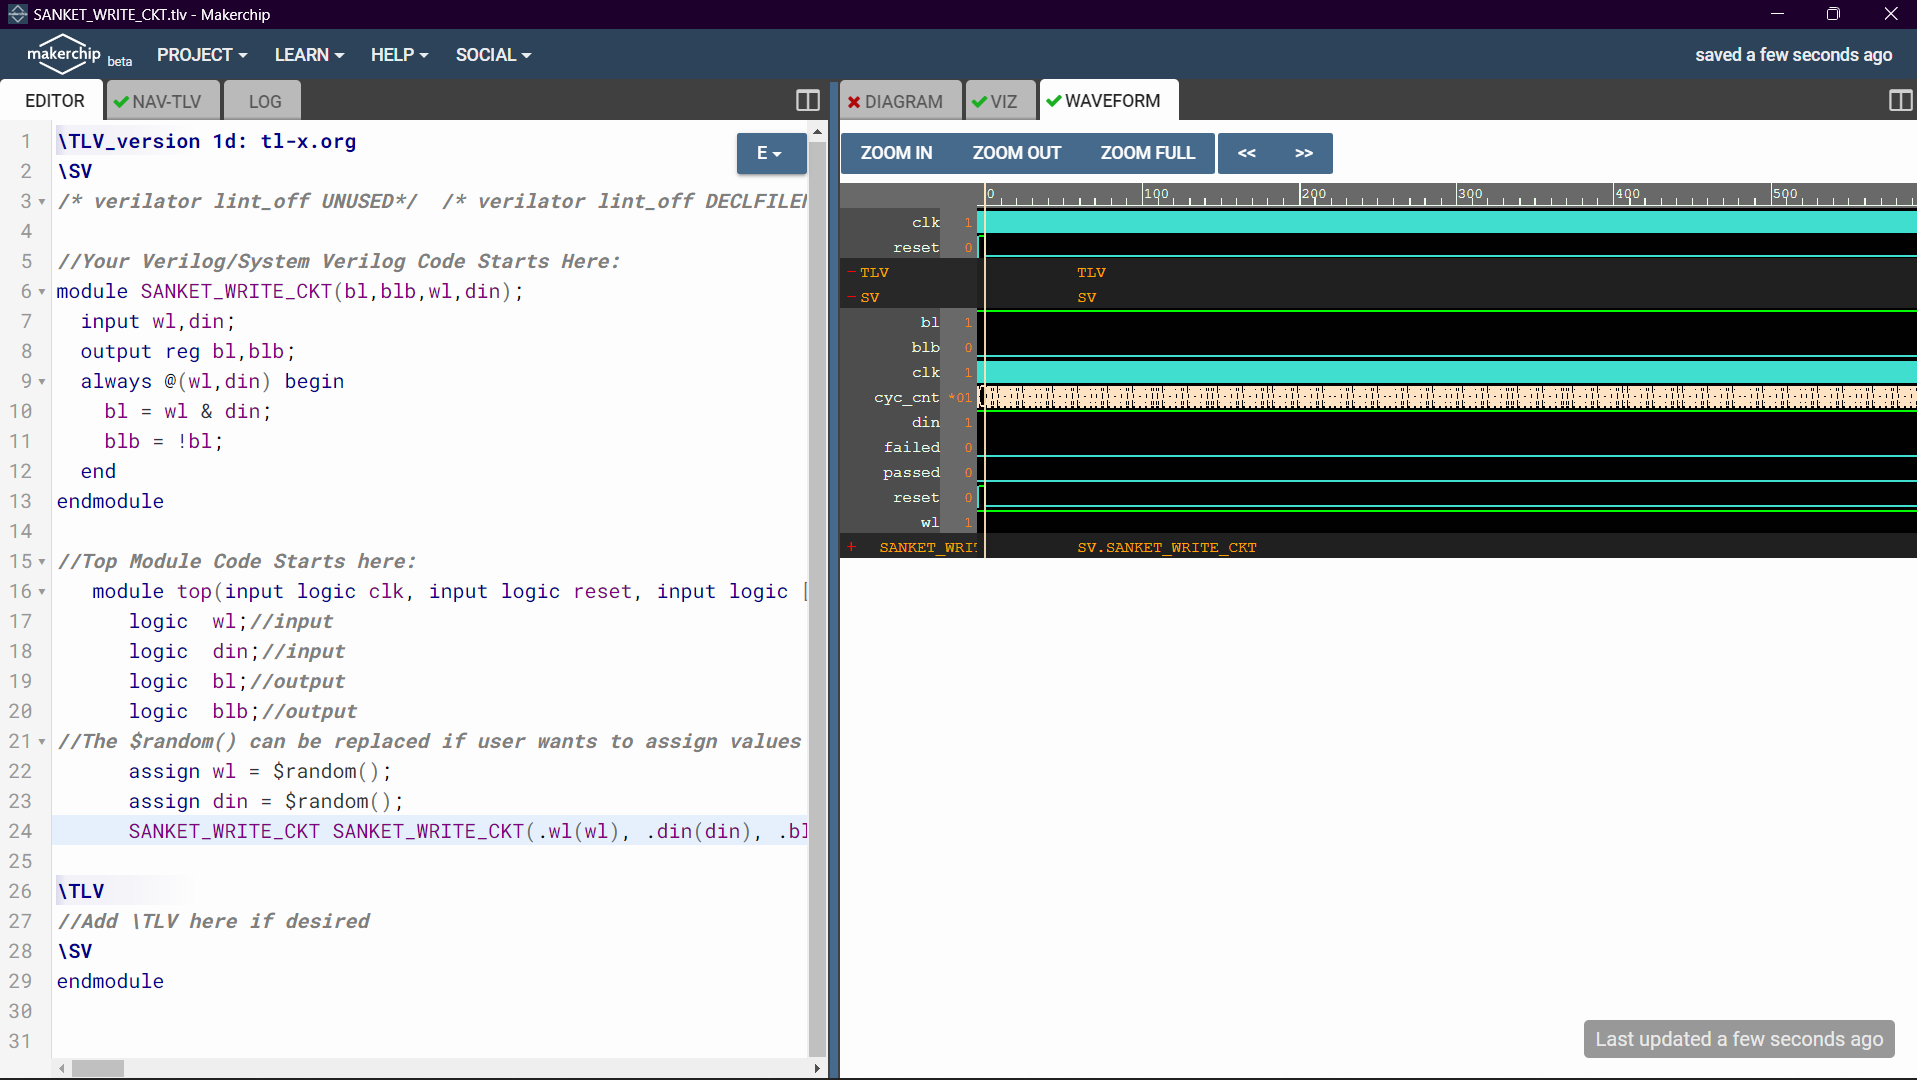 SANKET_WRITE_CKT.tlv - Makerchip
makerchip beta PROJECT LEARN HELP SOCIAL saved a few seconds ago
EDITOR NAV-TLV LOG
1 \TLV_version 1d: tl-x.org
2 \SV
3 /* verilator lint_off UNUSED*/ /* verilator lint_off DECLFILE
4
5 //Your Verilog/System Verilog Code Starts Here:
6 module SANKET_WRITE_CKT(bl,blb,wl,din);
7 input wl,din;
8 output reg bl,blb;
9 always @(wl,din) begin
10 bl = wl & din;
11 blb = !bl;
12 end
13 endmodule
14
15 //Top Module Code Starts here:
16 module top(input logic clk, input logic reset, input logic [
17 logic wl;//input
18 logic din;//input
19 logic bl;//output
20 logic blb;//output
21 //The $random() can be replaced if user wants to assign values
22 assign wl = $random();
23 assign din = $random();
24 SANKET_WRITE_CKT SANKET_WRITE_CKT(.wl(wl), .din(din), .bl
25
26 \TLV
27 //Add \TLV here if desired
28 \SV
29 endmodule
30
31
E
DIAGRAM VIZ WAVEFORM
ZOOM IN ZOOM OUT ZOOM FULL << >>
0 100 200 300 400 500
clk 1
reset 0
- TLV TLV
- SV SV
bl 1
blb 0
clk 1
cyc_cnt *01
din 1
failed 0
passed 0
reset 0
wl 1
+ SANKET_WRI SV.SANKET_WRITE_CKT
Last updated a few seconds ago